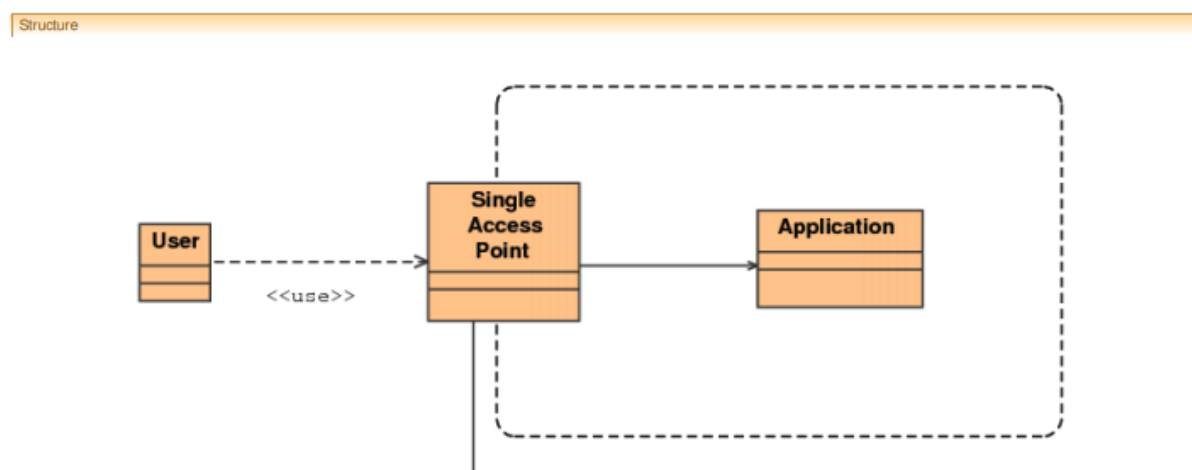 Structure
Single
Access
Point
User
Application
<<use>>